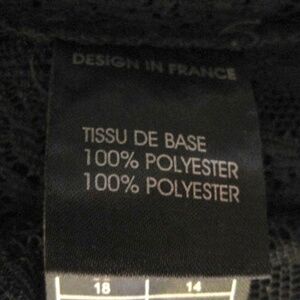 DESIGN IN FRANCE
TISSU DE BASE
100% POLYESTER
100% POLYESTER
18 14